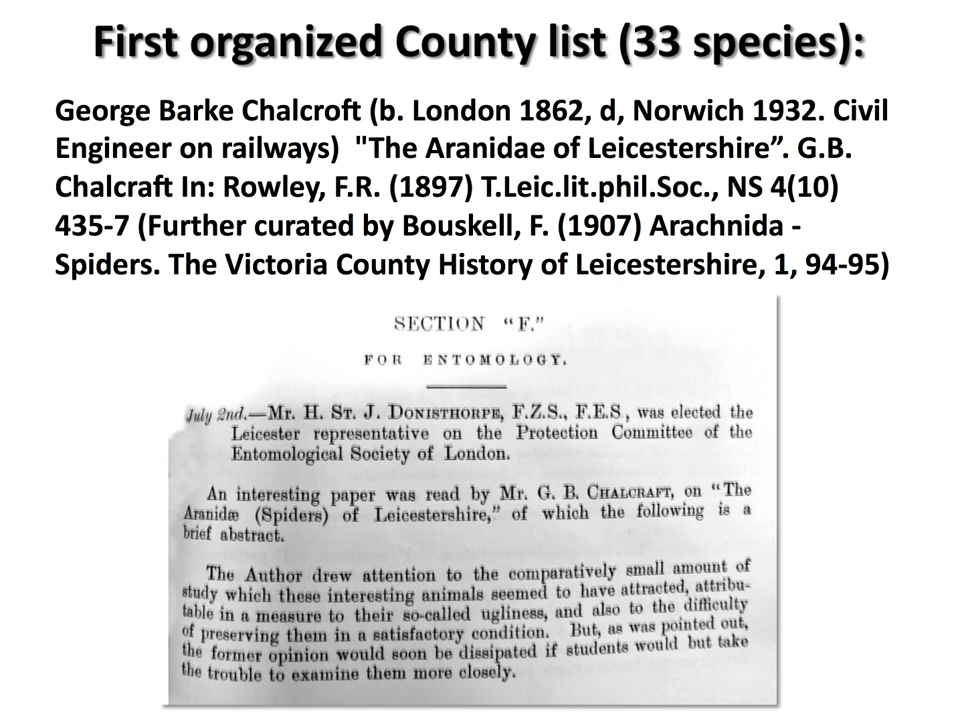 First organized County list (33 species):
George Barke Chalcroft (b. London 1862, d, Norwich 1932. Civil
Engineer on railways)  "The Aranidae of Leicestershire”. G.B.
Chalcraft In: Rowley, F.R. (1897) T.Leic.lit.phil.Soc., NS 4(10)
435-7 (Further curated by Bouskell, F. (1907) Arachnida -
Spiders. The Victoria County History of Leicestershire, 1, 94-95)
SECTION “F.”
FOR ENTOMOLOGY.
July 2nd.—Mr. H. St. J. Donisthorpe, F.Z.S., F.E.S., was elected the
Leicester representative on the Protection Committee of the
Entomological Society of London.
An interesting paper was read by Mr. G. B. Chalcraft, on “The
Aranidæ (Spiders) of Leicestershire,” of which the following is a
brief abstract.
The Author drew attention to the comparatively small amount of
study which these interesting animals seemed to have attracted, attribu-
table in a measure to their so-called ugliness, and also to the difficulty
of preserving them in a satisfactory condition. But, as was pointed out,
the former opinion would soon be dissipated if students would but take
the trouble to examine them more closely.